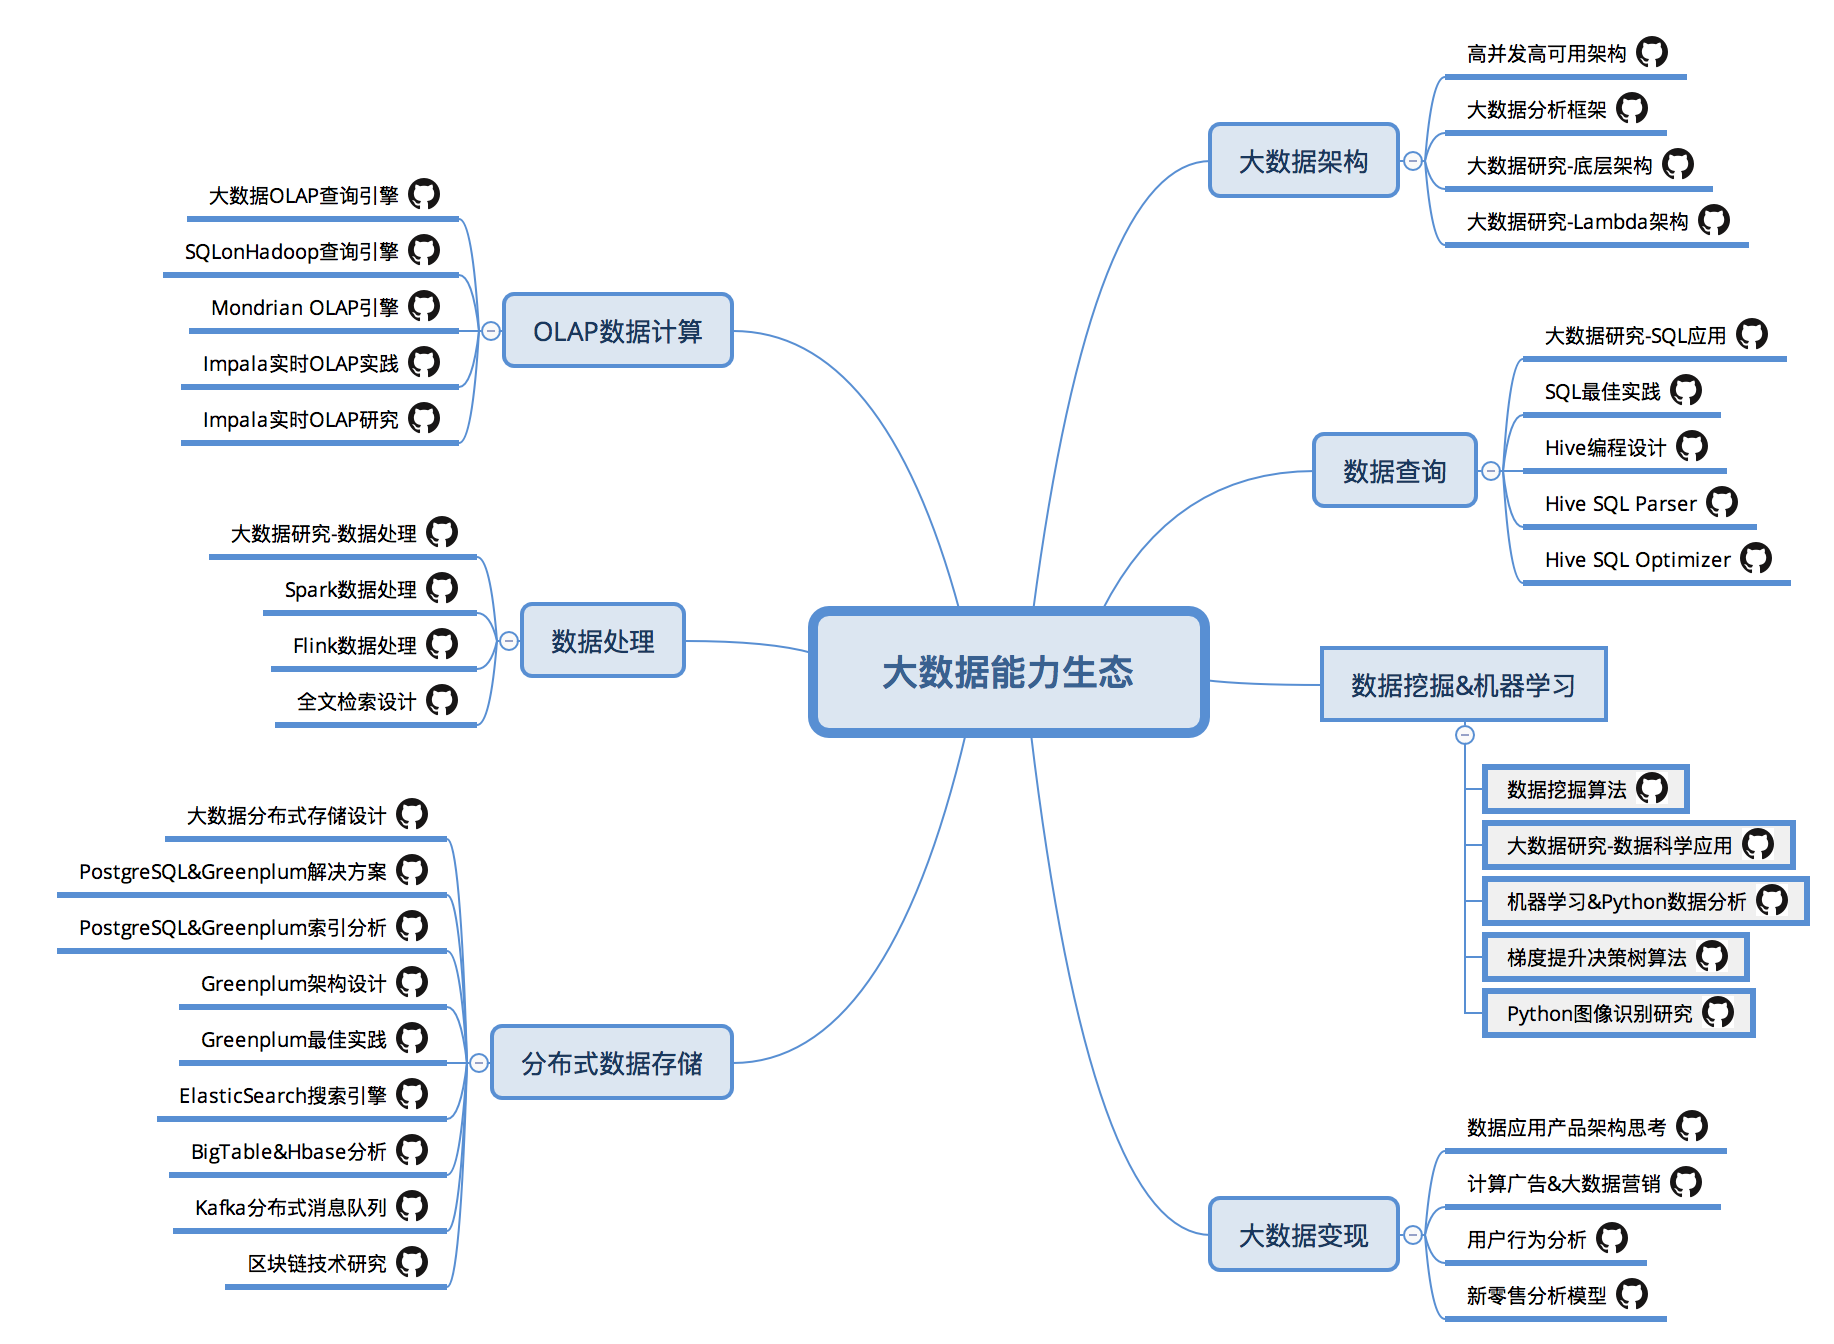 大数据能力生态
大数据架构
高并发高可用架构
大数据分析框架
大数据研究-底层架构
大数据研究-Lambda架构
数据查询
大数据研究-SQL应用
SQL最佳实践
Hive编程设计
Hive SQL Parser
Hive SQL Optimizer
数据挖掘&机器学习
数据挖掘算法
大数据研究-数据科学应用
机器学习&Python数据分析
梯度提升决策树算法
Python图像识别研究
大数据变现
数据应用产品架构思考
计算广告&大数据营销
用户行为分析
新零售分析模型
OLAP数据计算
大数据OLAP查询引擎
SQLonHadoop查询引擎
Mondrian OLAP引擎
Impala实时OLAP实践
Impala实时OLAP研究
数据处理
大数据研究-数据处理
Spark数据处理
Flink数据处理
全文检索设计
分布式数据存储
大数据分布式存储设计
PostgreSQL&Greenplum解决方案
PostgreSQL&Greenplum索引分析
Greenplum架构设计
Greenplum最佳实践
ElasticSearch搜索引擎
BigTable&Hbase分析
Kafka分布式消息队列
区块链技术研究